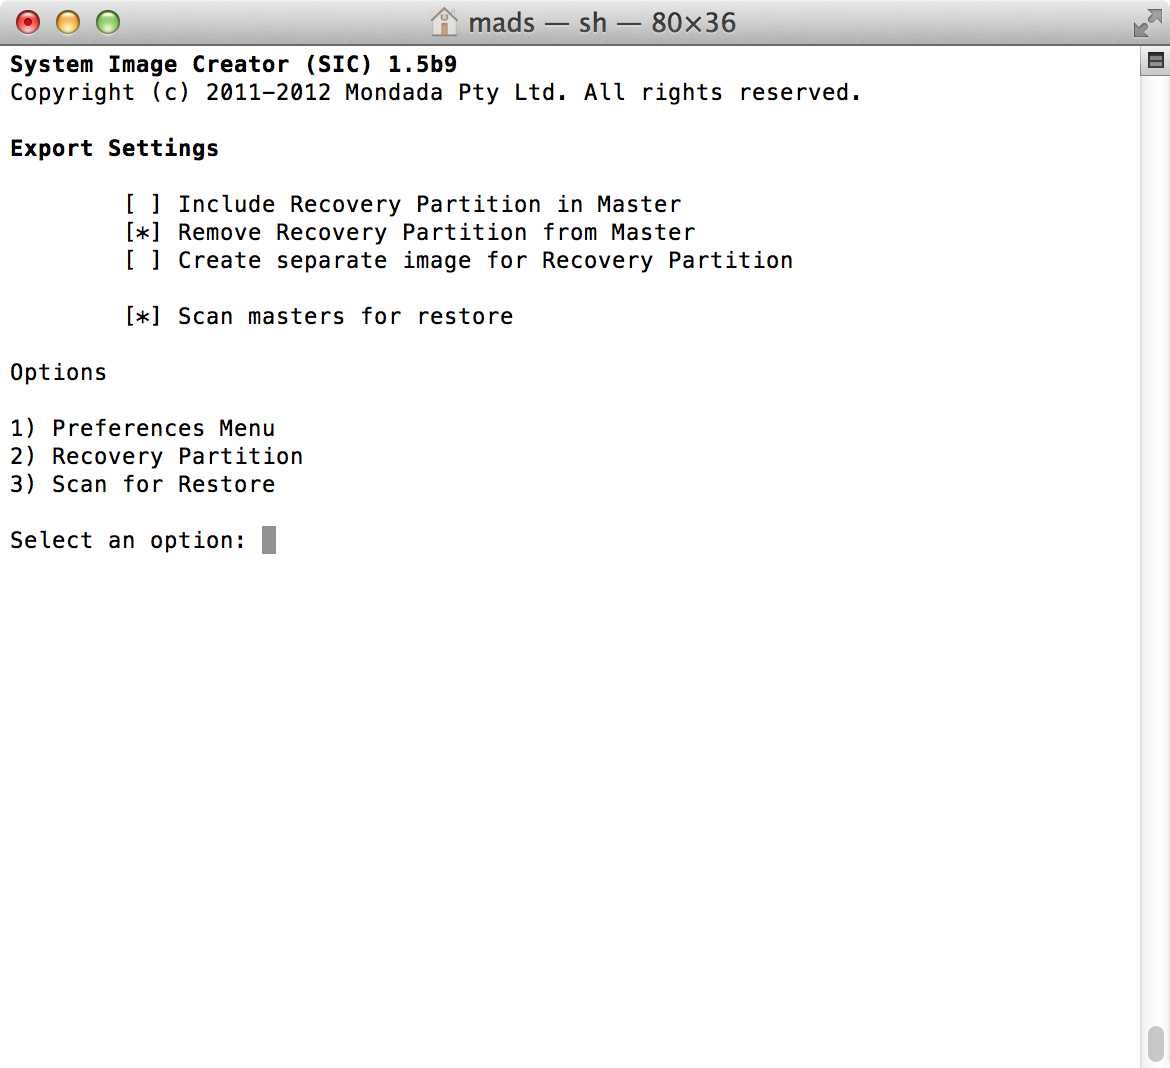 mads — sh — 80×36
System Image Creator (SIC) 1.5b9
Copyright (c) 2011-2012 Mondada Pty Ltd. All rights reserved.
Export Settings
[ ] Include Recovery Partition in Master
[*] Remove Recovery Partition from Master
[ ] Create separate image for Recovery Partition
[*] Scan masters for restore
Options
1) Preferences Menu
2) Recovery Partition
3) Scan for Restore
Select an option: